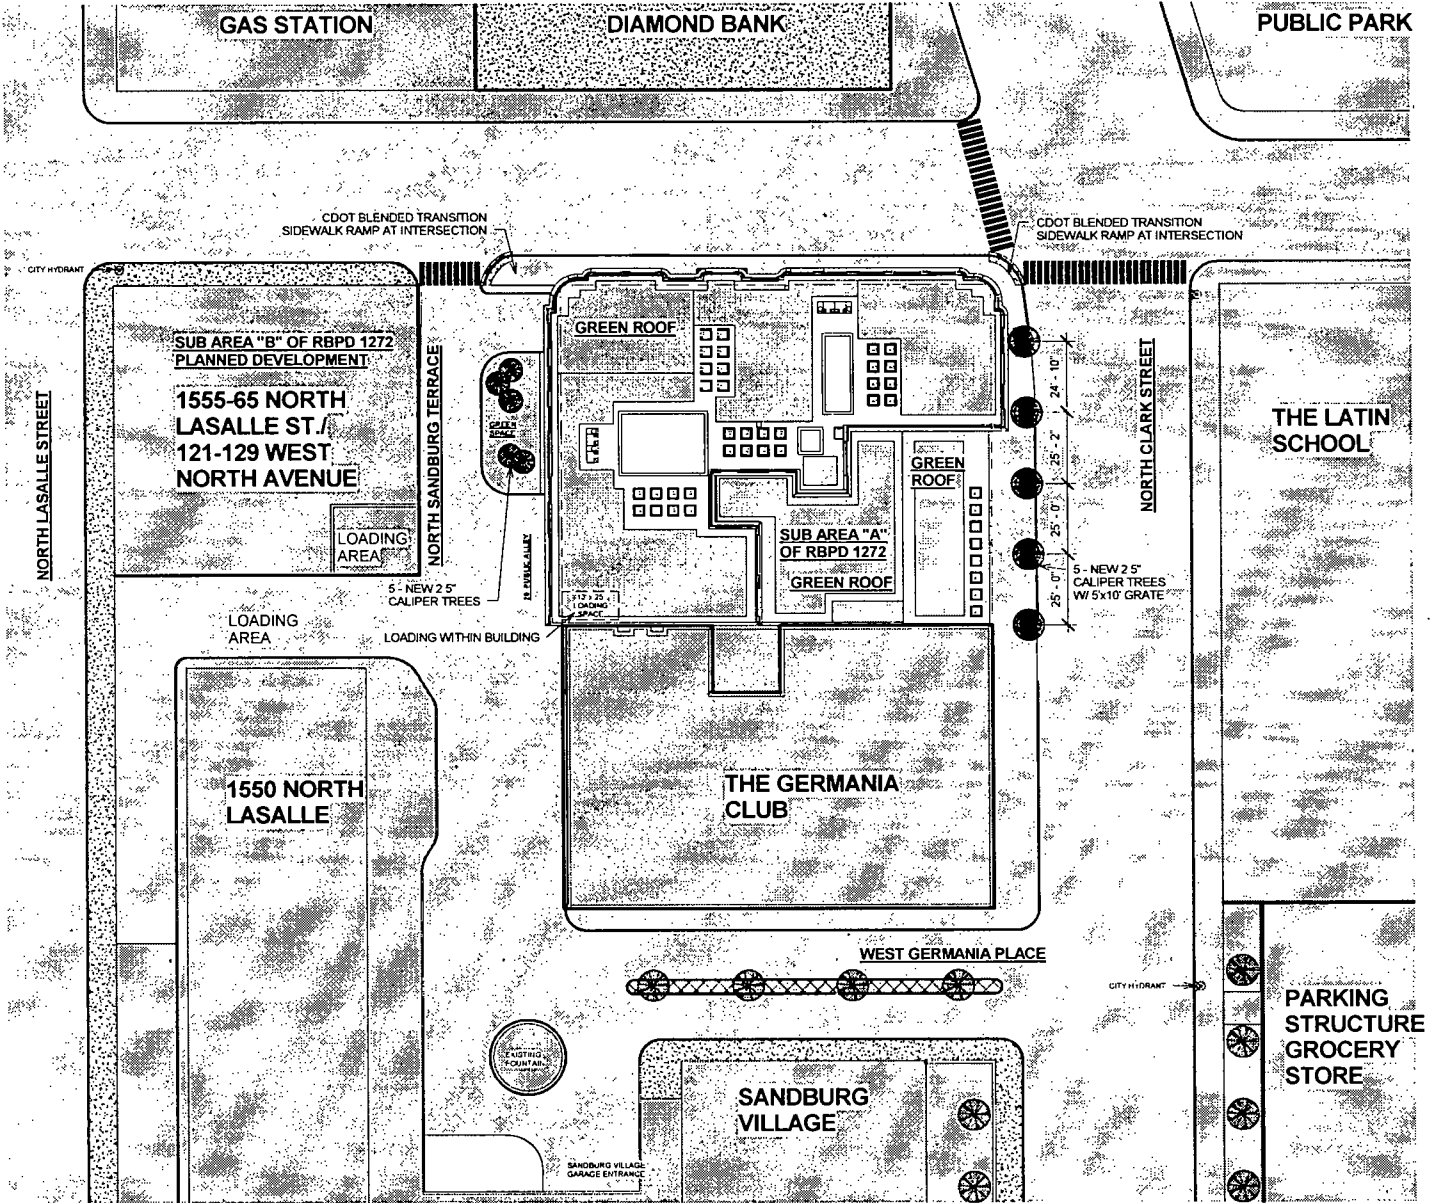 GAS STATION
DIAMOND BANK
PUBLIC PARK
CDOT BLENDED TRANSITION
SIDEWALK RAMP AT INTERSECTION
CDOT BLENDED TRANSITION
SIDEWALK RAMP AT INTERSECTION
CITY HYDRANT
SUB AREA "B" OF RBPD 1272
PLANNED DEVELOPMENT
1555-65 NORTH
LASALLE ST./
121-129 WEST
NORTH AVENUE
LOADING
AREA
NORTH LASALLE STREET
NORTH SANDBURG TERRACE
GREEN ROOF
GREEN
SPACE
GREEN
ROOF
SUB AREA "A"
OF RBPD 1272
GREEN ROOF
24' - 10"
25' - 2"
25' - 0"
25' - 0"
NORTH CLARK STREET
THE LATIN
SCHOOL
5 - NEW 2 5"
CALIPER TREES
W/ 5'x10' GRATE
5 - NEW 2 5"
CALIPER TREES
PUBLIC ALLEY
LOADING
SPACE
LOADING WITHIN BUILDING
LOADING
AREA
1550 NORTH
LASALLE
THE GERMANIA
CLUB
WEST GERMANIA PLACE
CITY HYDRANT
EXISTING
FOUNTAIN
PARKING
STRUCTURE
GROCERY
STORE
SANDBURG
VILLAGE
SANDBURG VILLAGE
GARAGE ENTRANCE